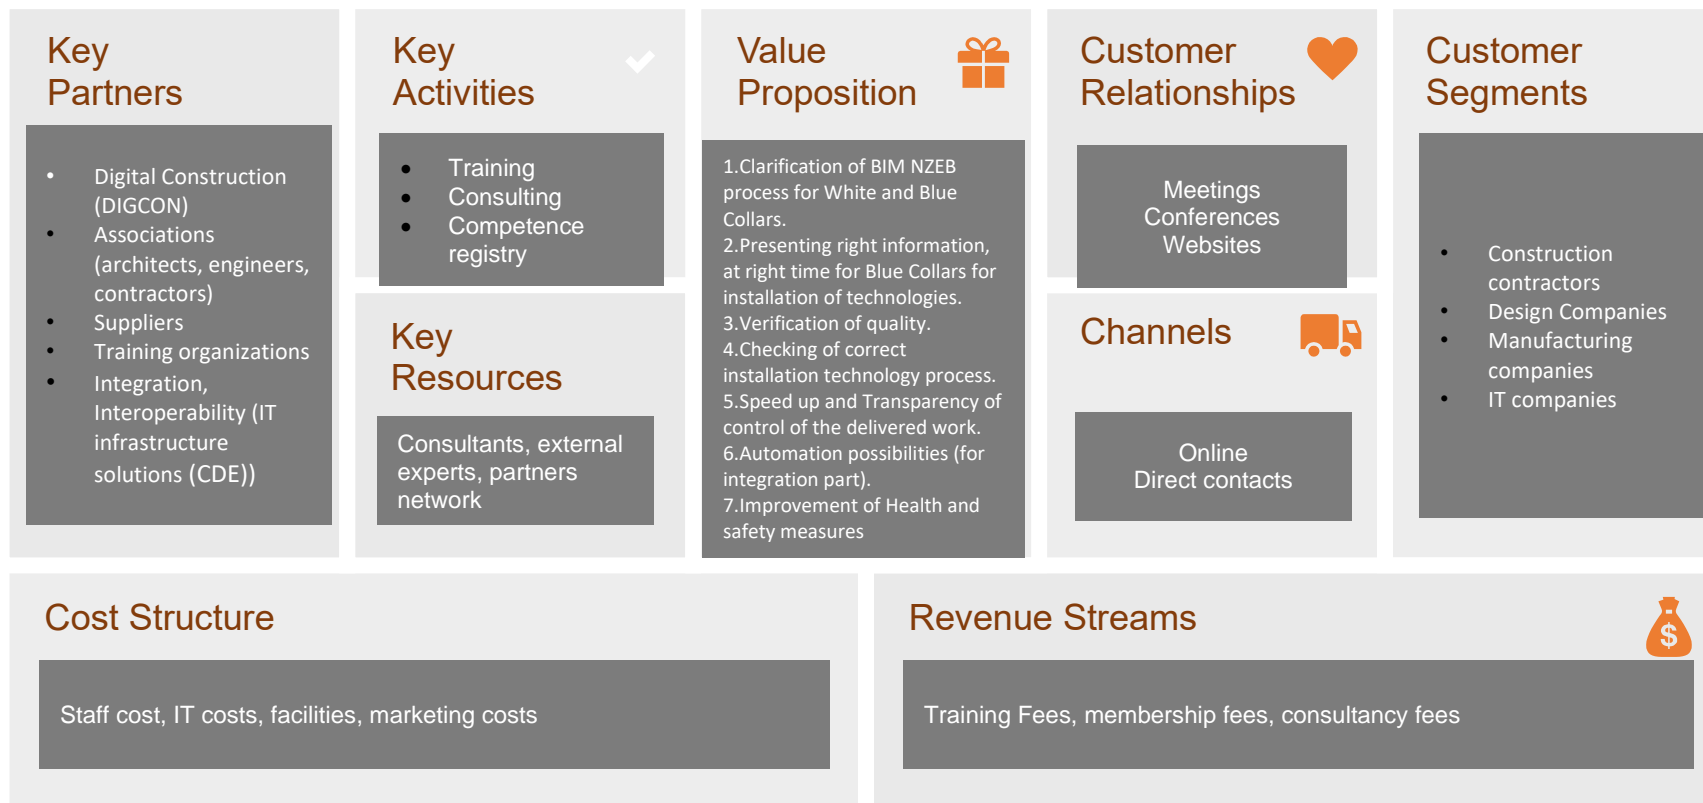 Key
Partners
• Digital Construction
(DIGCON)
• Associations
(architects, engineers,
contractors)
• Suppliers
• Training organizations
• Integration,
Interoperability (IT
infrastructure
solutions (CDE))
Key
Activities
• Training
• Consulting
• Competence
registry
Key
Resources
Consultants, external
experts, partners
network
Value
Proposition
1.Clarification of BIM NZEB
process for White and Blue
Collars.
2.Presenting right information,
at right time for Blue Collars for
installation of technologies.
3.Verification of quality.
4.Checking of correct
installation technology process.
5.Speed up and Transparency of
control of the delivered work.
6.Automation possibilities (for
integration part).
7.Improvement of Health and
safety measures
Customer
Relationships
Meetings
Conferences
Websites
Channels
Online
Direct contacts
Customer
Segments
• Construction
contractors
• Design Companies
• Manufacturing
companies
• IT companies
Cost Structure
Staff cost, IT costs, facilities, marketing costs
Revenue Streams
$
Training Fees, membership fees, consultancy fees